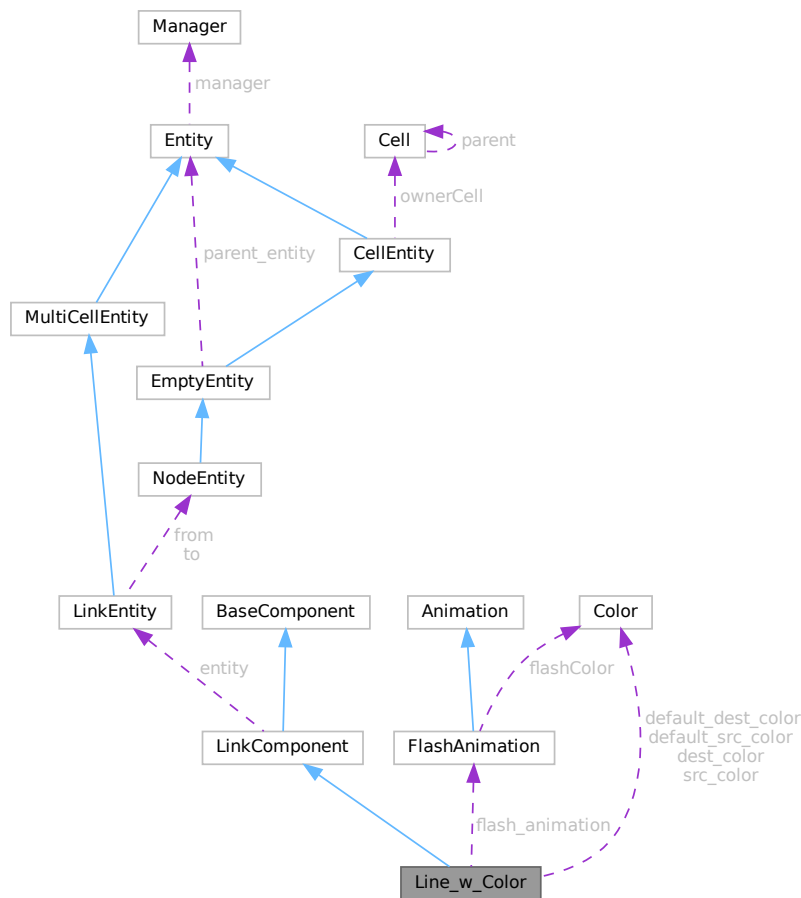 Manager
manager
Entity
Cell
parent
ownerCell
parent_entity
CellEntity
MultiCellEntity
EmptyEntity
NodeEntity
from
to
LinkEntity
BaseComponent
Animation
Color
entity
flashColor
default_dest_color
default_src_color
dest_color
src_color
LinkComponent
FlashAnimation
flash_animation
Line_w_Color